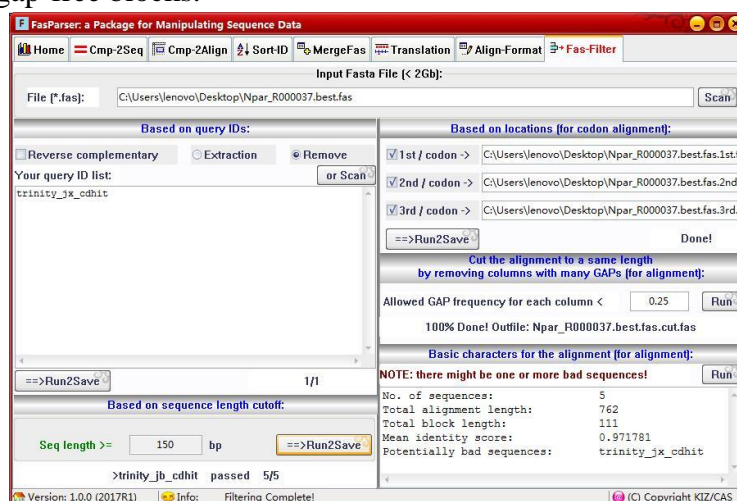 gap-free blocks.
FasParser: a Package for Manipulating Sequence Data
Home Cmp-2Seq Cmp-2Align Sort-ID MergeFas Translation Align-Format Fas-Filter
Input Fasta File (< 2Gb):
File (*.fas): C:\Users\lenovo\Desktop\Npar_R000037.best.fas Scan
Based on query IDs:
Reverse complementary Extraction Remove
Your query ID list: or Scan
trinity_jx_cdhit
==>Run2Save 1/1
Based on sequence length cutoff:
Seq length >= 150 bp ==>Run2Save
>trinity_jb_cdhit passed 5/5
Based on locations (for codon alignment):
1st / codon -> C:\Users\lenovo\Desktop\Npar_R000037.best.fas.1st.
2nd / codon -> C:\Users\lenovo\Desktop\Npar_R000037.best.fas.2nd
3rd / codon -> C:\Users\lenovo\Desktop\Npar_R000037.best.fas.3rd.
==>Run2Save Done!
Cut the alignment to a same length
by removing columns with many GAPs (for alignment):
Allowed GAP frequency for each column < 0.25 Run
100% Done! Outfile: Npar_R000037.best.fas.cut.fas
Basic characters for the alignment (for alignment):
NOTE: there might be one or more bad sequences! Run
No. of sequences: 5
Total alignment length: 762
Total block length: 111
Mean identity score: 0.971781
Potentially bad sequences: trinity_jx_cdhit
Version: 1.0.0 (2017R1) Info: Filtering Complete! (C) Copyright KIZ/CAS